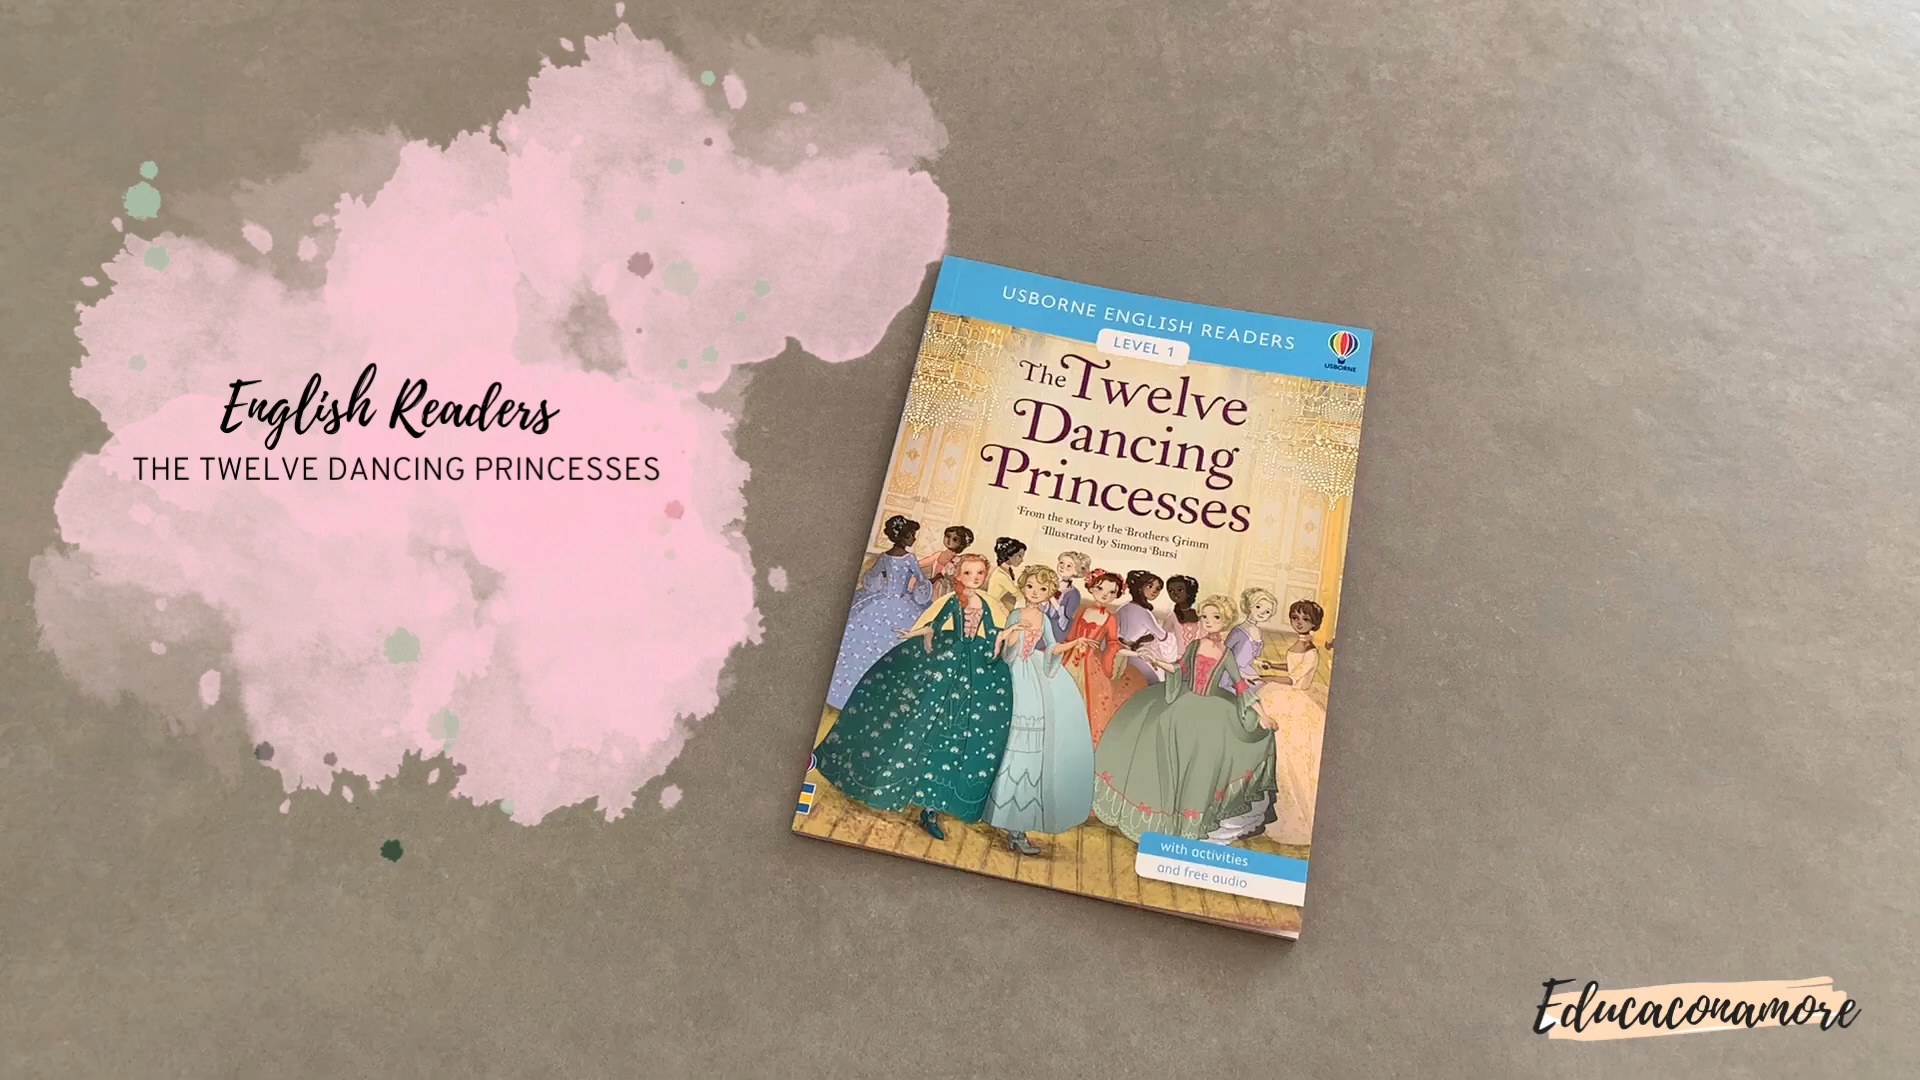 English Readers
THE TWELVE DANCING PRINCESSES
USBORNE ENGLISH READERS
LEVEL 1
USBORNE
The Twelve
Dancing
Princesses
From the story by the Brothers Grimm
Illustrated by Simona Bursi
with activities
and free audio
Educaconamore